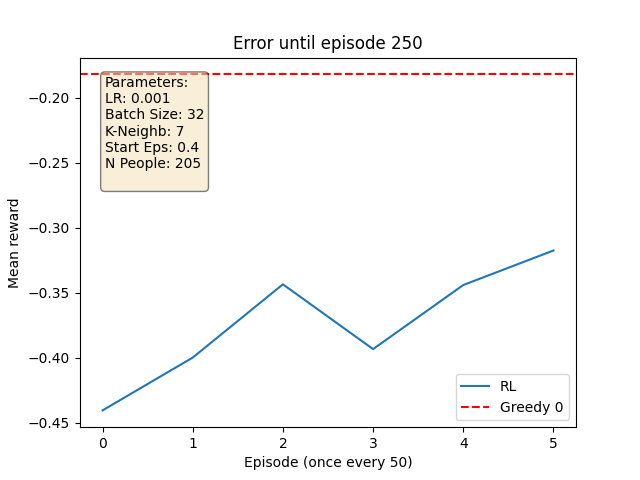 Error until episode 250
Parameters:
LR: 0.001
Batch Size: 32
K-Neighb: 7
Start Eps: 0.4
N People: 205
Mean reward
−0.20
−0.25
−0.30
−0.35
−0.40
−0.45
RL
Greedy 0
0 1 2 3 4 5
Episode (once every 50)